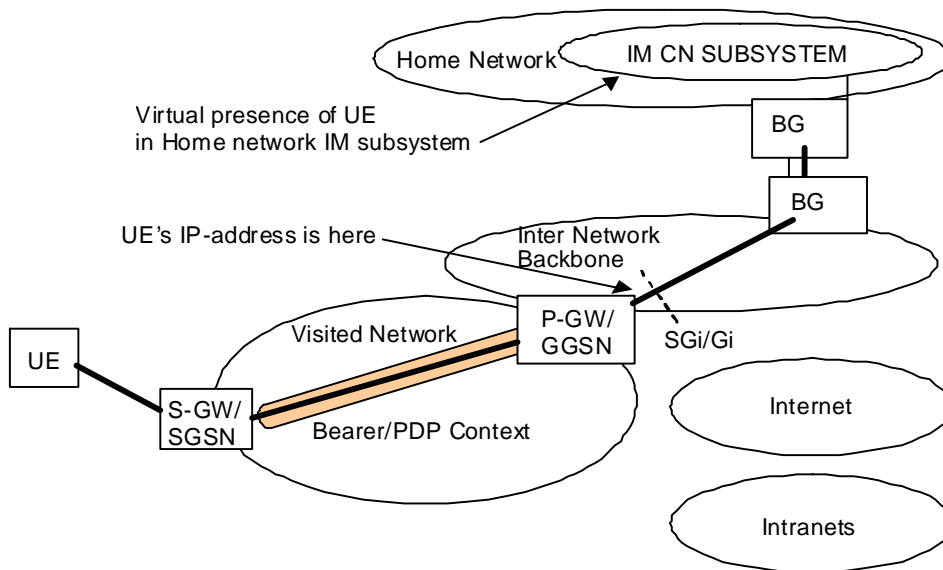 IM CN SUBSYSTEM
Home Network
Virtual presence of UE
in Home network IM subsystem
BG
BG
UE's IP-address is here
Inter Network
Backbone
Visited Network
P-GW/
GGSN
SGi/Gi
UE
S-GW/
SGSN
Bearer/PDP Context
Internet
Intranets